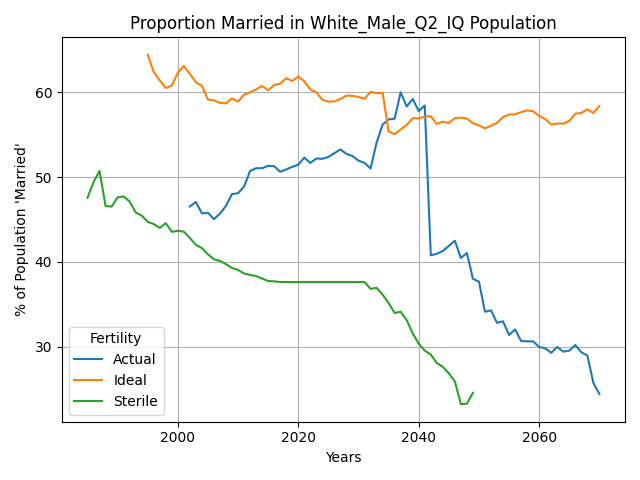 Proportion Married in White_Male_Q2_IQ Population
% of Population 'Married'
60
50
40
30
Fertility
Actual
Ideal
Sterile
2000 2020 2040 2060
Years